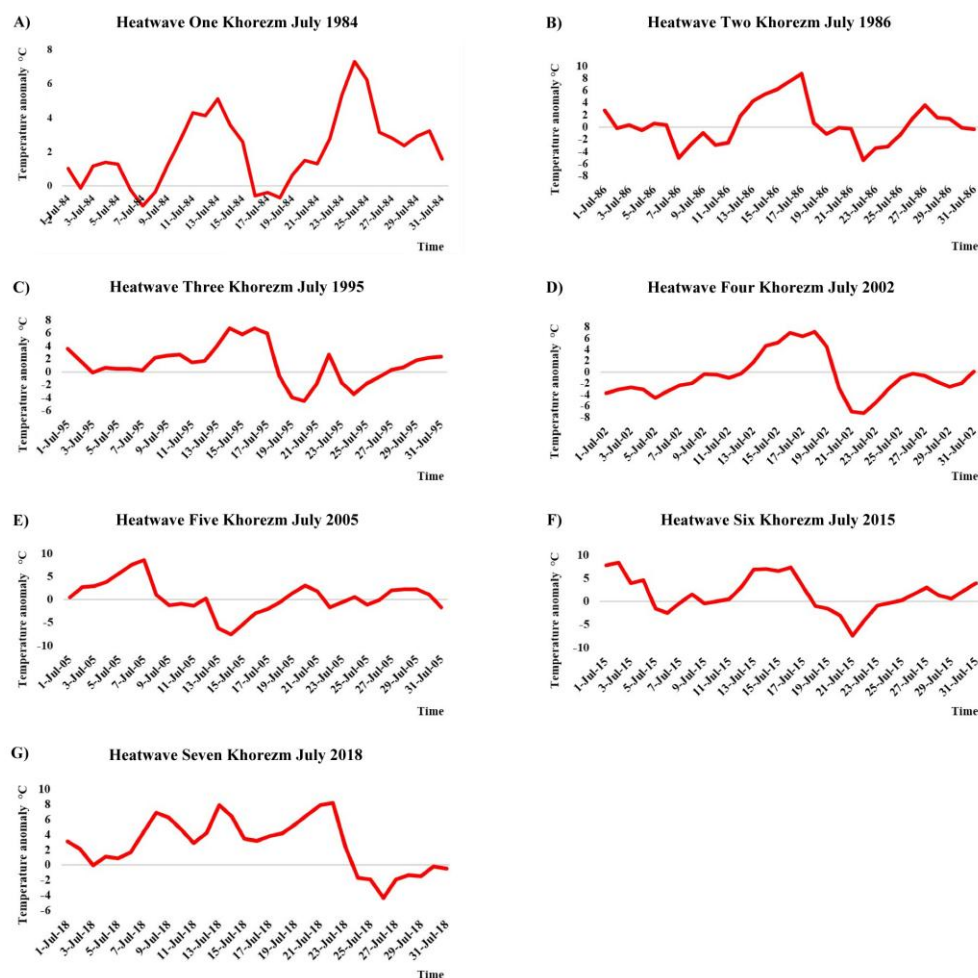 A)
Heatwave One Khorezm July 1984
Temperature anomaly °C
8
6
4
2
0
-2
1-Jul-84
3-Jul-84
5-Jul-84
7-Jul-84
9-Jul-84
11-Jul-84
13-Jul-84
15-Jul-84
17-Jul-84
19-Jul-84
21-Jul-84
23-Jul-84
25-Jul-84
27-Jul-84
29-Jul-84
31-Jul-84
Time
B)
Heatwave Two Khorezm July 1986
Temperature anomaly °C
10
8
6
4
2
0
-2
-4
-6
-8
1-Jul-86
3-Jul-86
5-Jul-86
7-Jul-86
9-Jul-86
11-Jul-86
13-Jul-86
15-Jul-86
17-Jul-86
19-Jul-86
21-Jul-86
23-Jul-86
25-Jul-86
27-Jul-86
29-Jul-86
31-Jul-86
Time
C)
Heatwave Three Khorezm July 1995
Temperature anomaly °C
8
6
4
2
0
-2
-4
-6
1-Jul-95
3-Jul-95
5-Jul-95
7-Jul-95
9-Jul-95
11-Jul-95
13-Jul-95
15-Jul-95
17-Jul-95
19-Jul-95
21-Jul-95
23-Jul-95
25-Jul-95
27-Jul-95
29-Jul-95
31-Jul-95
Time
D)
Heatwave Four Khorezm July 2002
Temperature anomaly °C
8
6
4
2
0
-2
-4
-6
-8
1-Jul-02
3-Jul-02
5-Jul-02
7-Jul-02
9-Jul-02
11-Jul-02
13-Jul-02
15-Jul-02
17-Jul-02
19-Jul-02
21-Jul-02
23-Jul-02
25-Jul-02
27-Jul-02
29-Jul-02
31-Jul-02
Time
E)
Heatwave Five Khorezm July 2005
Temperature anomaly °C
10
5
0
-5
-10
1-Jul-05
3-Jul-05
5-Jul-05
7-Jul-05
9-Jul-05
11-Jul-05
13-Jul-05
15-Jul-05
17-Jul-05
19-Jul-05
21-Jul-05
23-Jul-05
25-Jul-05
27-Jul-05
29-Jul-05
31-Jul-05
Time
F)
Heatwave Six Khorezm July 2015
Temperature anomaly °C
10
5
0
-5
-10
1-Jul-15
3-Jul-15
5-Jul-15
7-Jul-15
9-Jul-15
11-Jul-15
13-Jul-15
15-Jul-15
17-Jul-15
19-Jul-15
21-Jul-15
23-Jul-15
25-Jul-15
27-Jul-15
29-Jul-15
31-Jul-15
Time
G)
Heatwave Seven Khorezm July 2018
Temperature anomaly °C
10
8
6
4
2
0
-2
-4
-6
1-Jul-18
3-Jul-18
5-Jul-18
7-Jul-18
9-Jul-18
11-Jul-18
13-Jul-18
15-Jul-18
17-Jul-18
19-Jul-18
21-Jul-18
23-Jul-18
25-Jul-18
27-Jul-18
29-Jul-18
31-Jul-18
Time